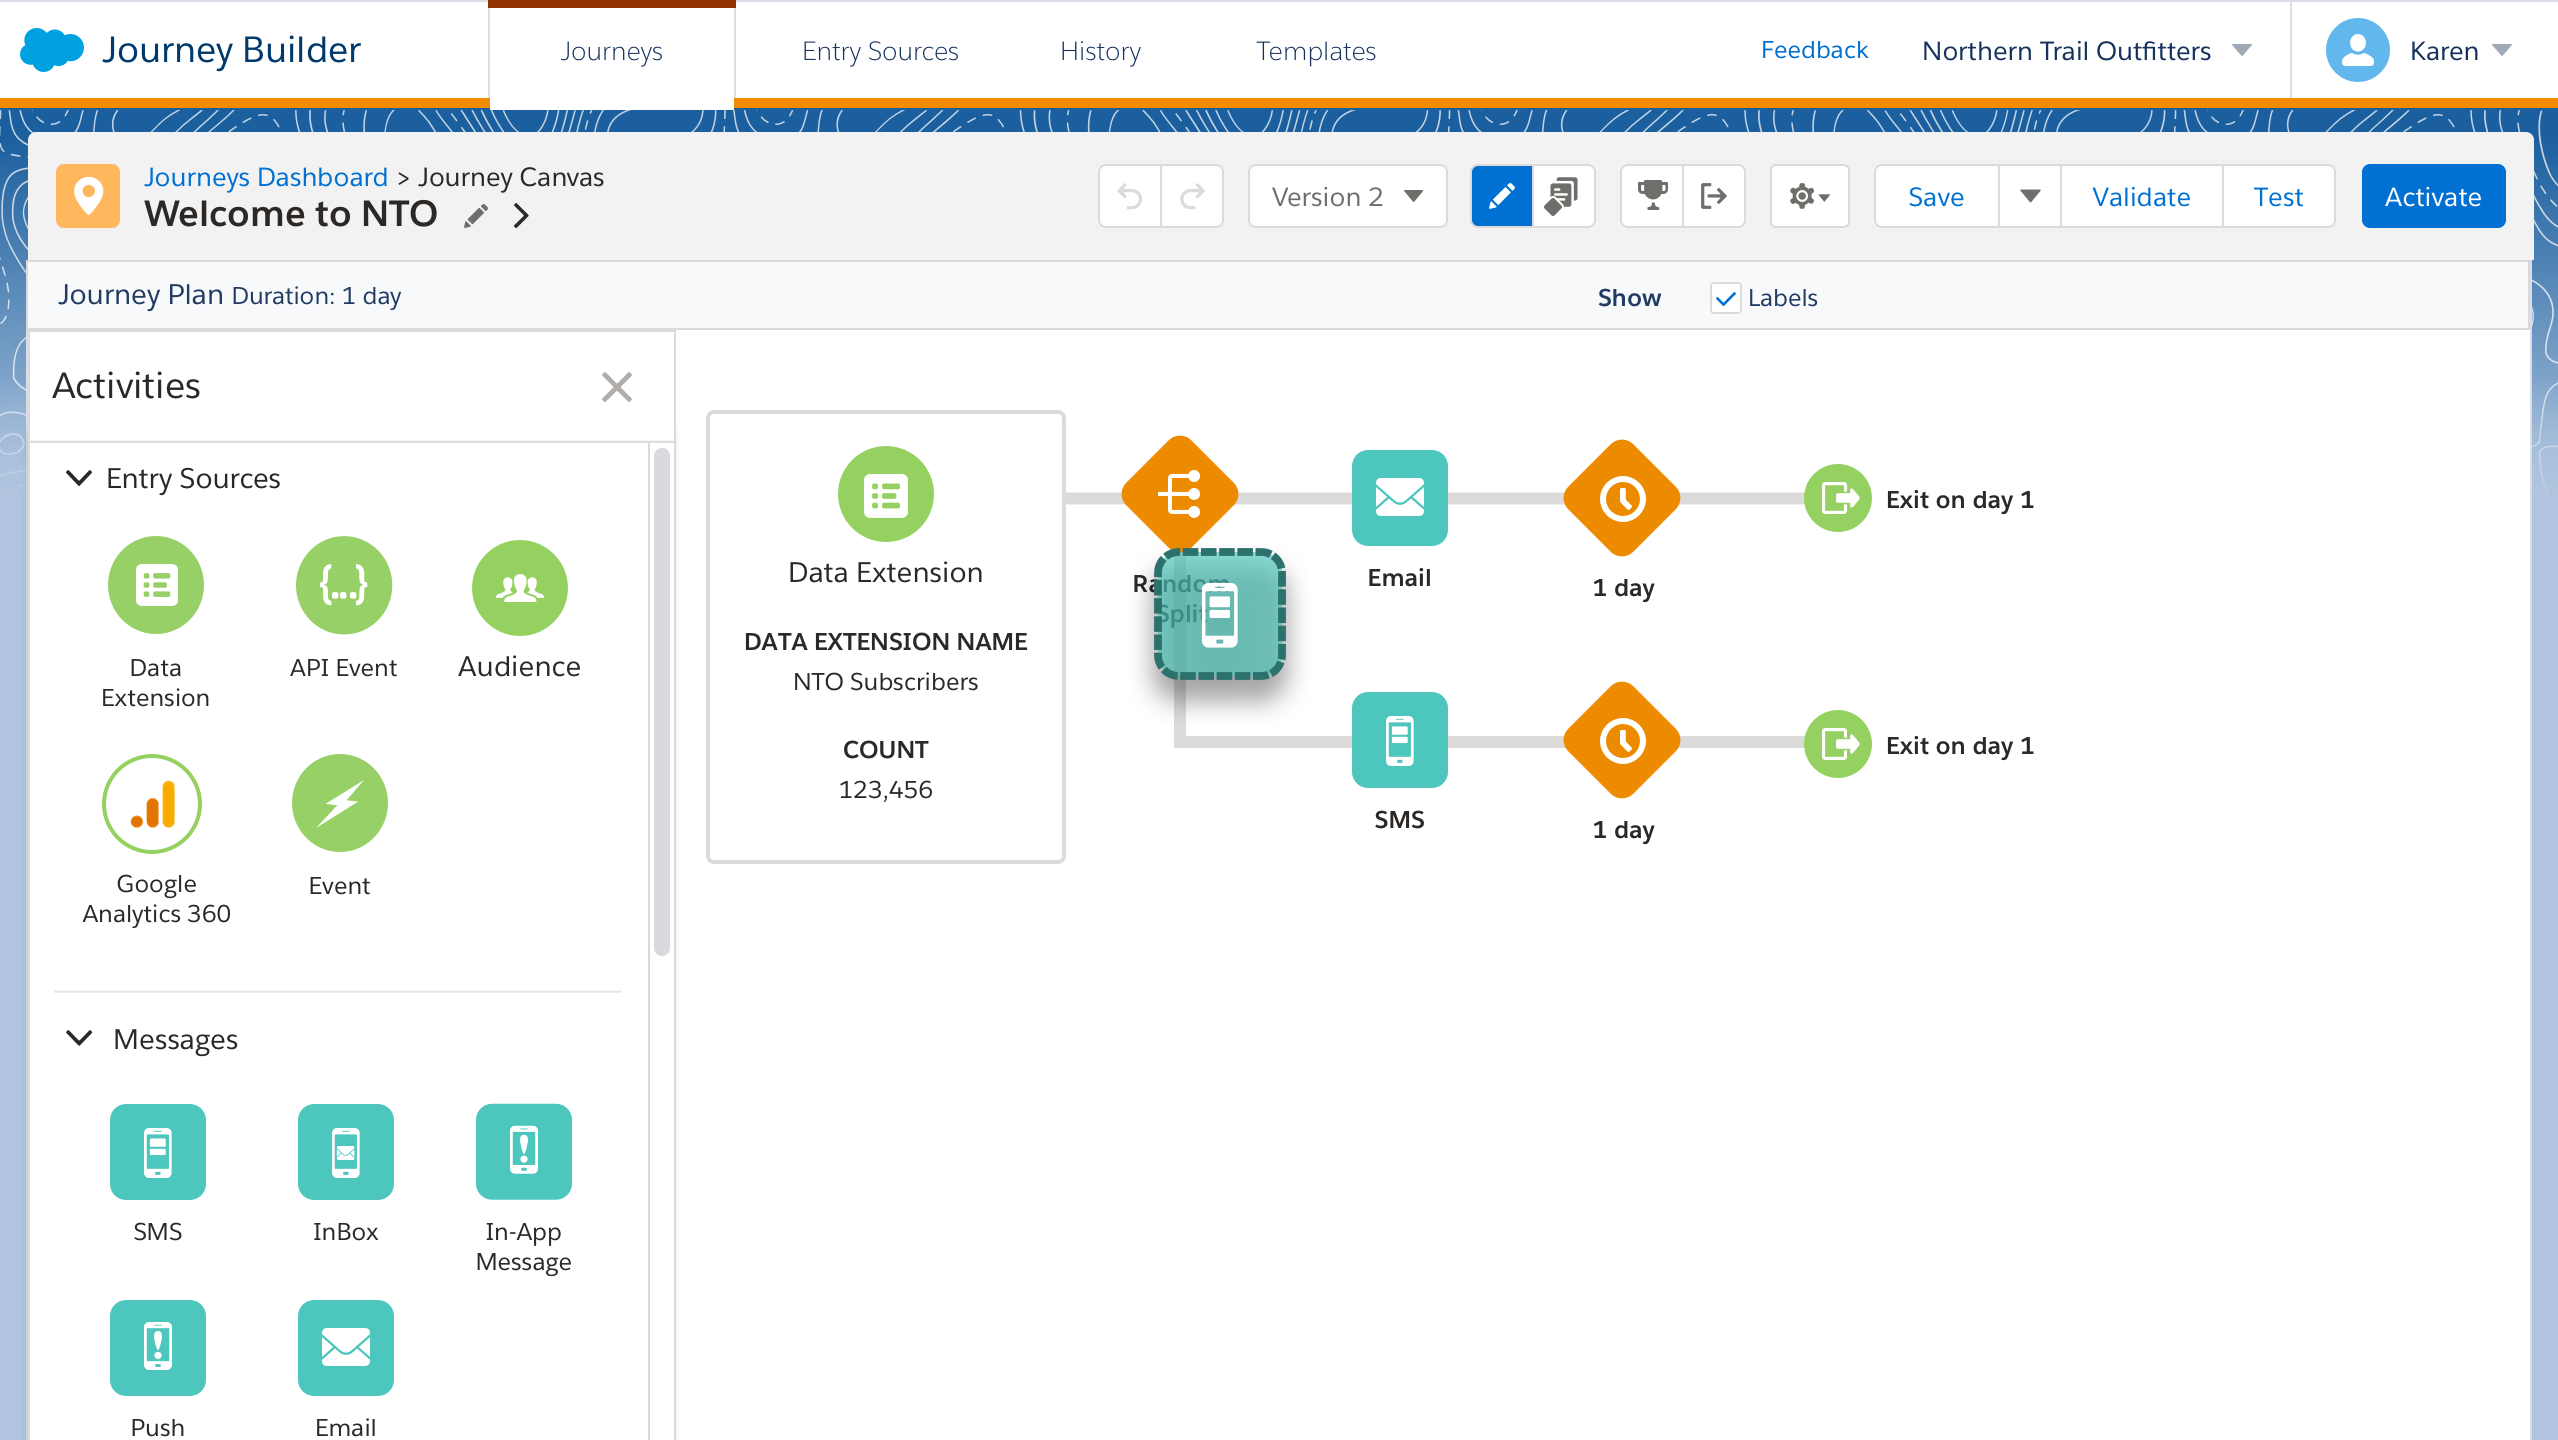 Journey Builder
Journeys
Entry Sources
History
Templates
Feedback
Northern Trail Outfitters
Karen
Journeys Dashboard > Journey Canvas
Welcome to NTO
Version 2
Save
Validate
Test
Activate
Journey Plan Duration: 1 day
Show
Labels
Activities
Entry Sources
Data
Extension
API Event
Audience
Google
Analytics 360
Event
Messages
SMS
InBox
In-App
Message
Push
Email
Data Extension
DATA EXTENSION NAME
NTO Subscribers
COUNT
123,456
Random
Split
Email
1 day
Exit on day 1
SMS
1 day
Exit on day 1